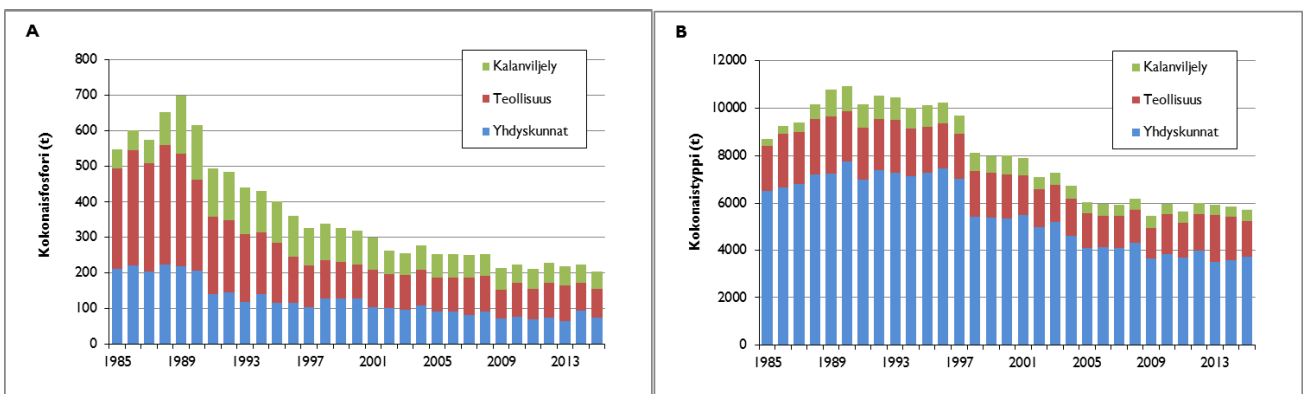 A
Kokonaisfosfori (t)
800
700
600
500
400
300
200
100
0
1985 1989 1993 1997 2001 2005 2009 2013
Kalanviljely
Teollisuus
Yhdyskunnat
B
Kokonaistyppi (t)
12000
10000
8000
6000
4000
2000
0
1985 1989 1993 1997 2001 2005 2009 2013
Kalanviljely
Teollisuus
Yhdyskunnat